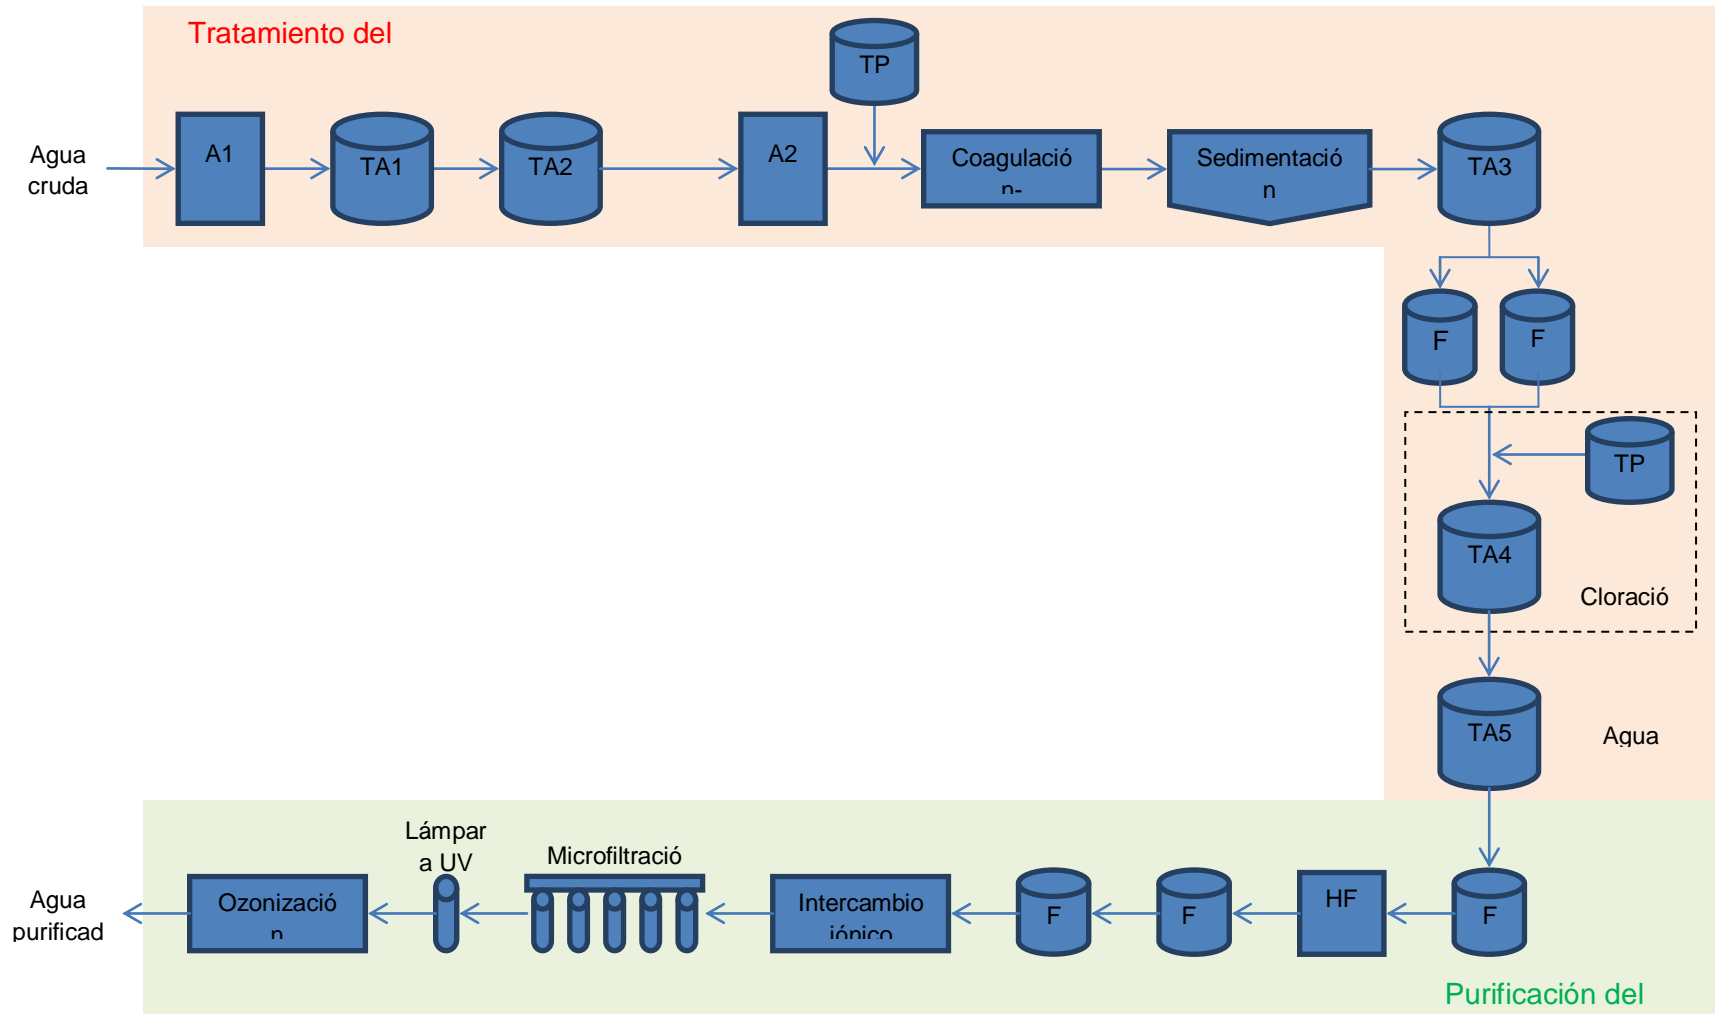 Tratamiento del
TP
Agua
cruda
A1
TA1
TA2
A2
Coagulació
n-
Sedimentació
n
TA3
F
F
TP
TA4
Cloració
TA5
Agua
Lámpar
a UV
Microfiltració
Agua
purificad
Ozonizació
n
Intercambio
iónico
F
F
HF
F
Purificación del